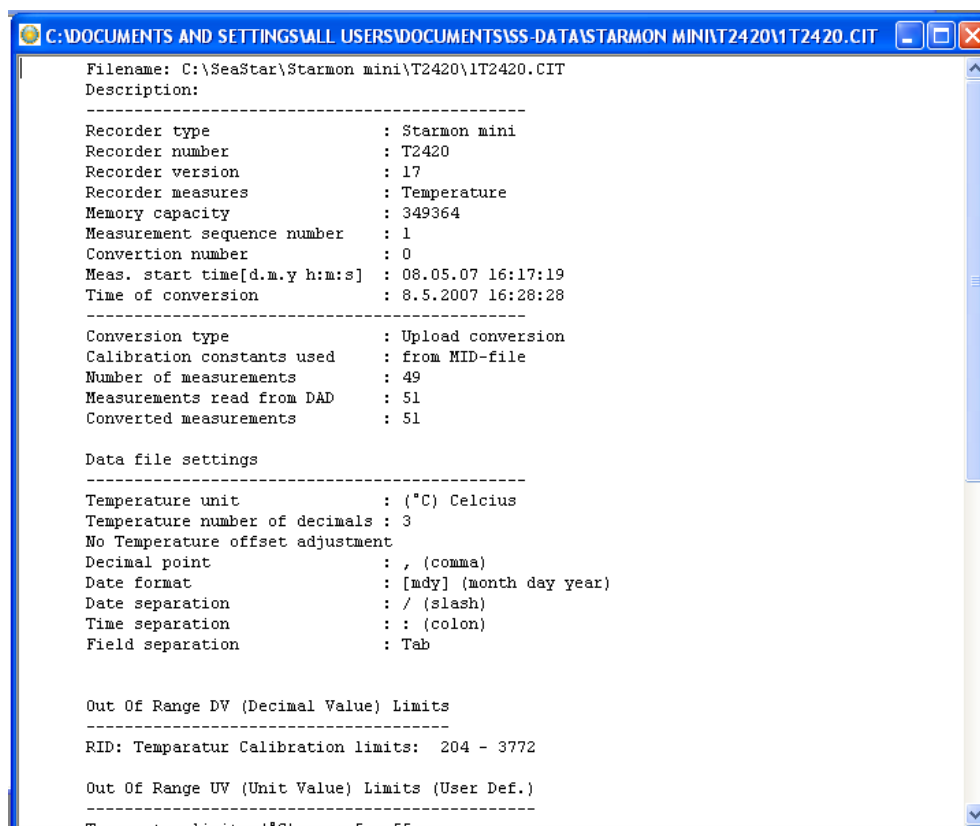 C:\DOCUMENTS AND SETTINGS\ALL USERS\DOCUMENTS\SS-DATA\STARMON MINI\T2420\1T2420.CIT
Filename: C:\SeaStar\Starmon mini\T2420\1T2420.CIT
Description:
-----------------------------------------------
Recorder type : Starmon mini
Recorder number : T2420
Recorder version : 17
Recorder measures : Temperature
Memory capacity : 349364
Measurement sequence number : 1
Convertion number : 0
Meas. start time[d.m.y h:m:s] : 08.05.07 16:17:19
Time of conversion : 8.5.2007 16:28:28
-----------------------------------------------
Conversion type : Upload conversion
Calibration constants used : from MID-file
Number of measurements : 49
Measurements read from DAD : 51
Converted measurements : 51
Data file settings
-----------------------------------------------
Temperature unit : (°C) Celcius
Temperature number of decimals : 3
No Temperature offset adjustment
Decimal point : , (comma)
Date format : [mdy] (month day year)
Date separation : / (slash)
Time separation : : (colon)
Field separation : Tab
Out Of Range DV (Decimal Value) Limits
---------------------------------------
RID: Temparatur Calibration limits: 204 - 3772
Out Of Range UV (Unit Value) Limits (User Def.)
------------------------------------------------